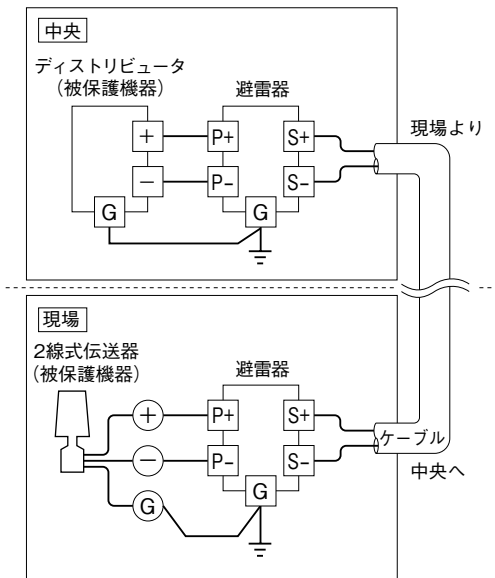 中央
ディストリビュータ
(被保護機器)
避雷器
現場より
+ P+ S+
− P− S−
G G
現場
2線式伝送器
(被保護機器)
避雷器
+ P+ S+
ケーブル
− P− S−
中央へ
G G